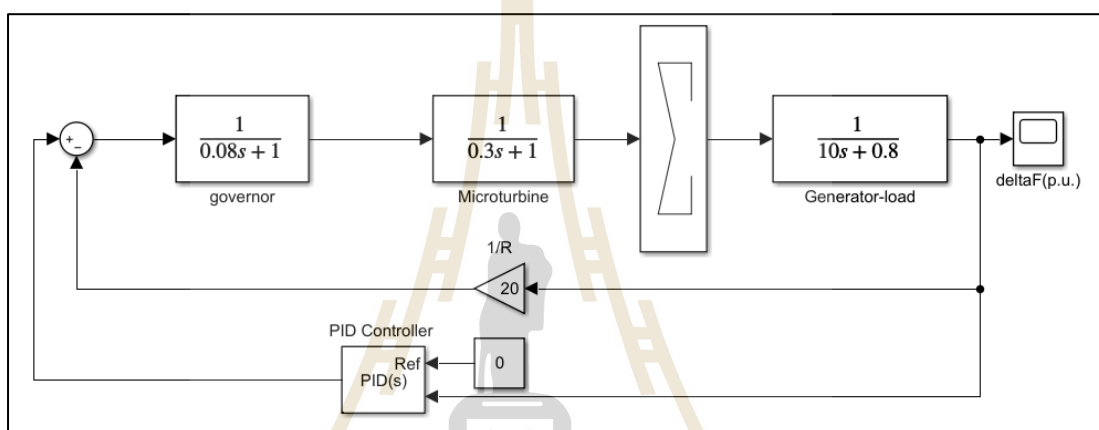 +
−
1
0.08s + 1
governor
1
0.3s + 1
Microturbine
1
10s + 0.8
Generator-load
deltaF(p.u.)
1/R
20
PID Controller
Ref
PID(s)
0